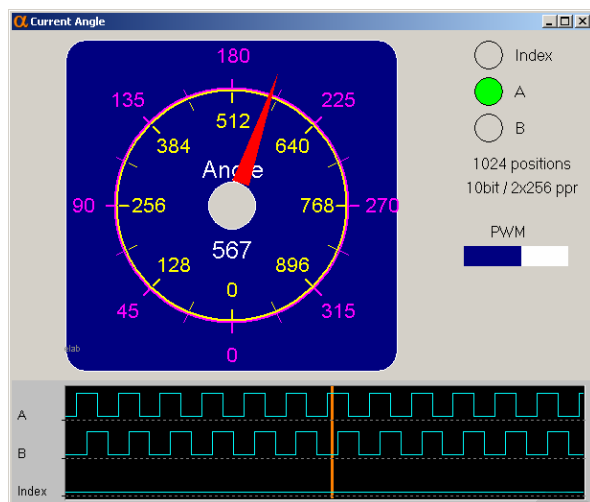 α Current Angle
180
135
225
512
384
640
Angle
90
256
768
270
567
128
896
0
45
315
0
elab
Index
A
B
1024 positions
10bit / 2x256 ppr
PWM
A
B
Index